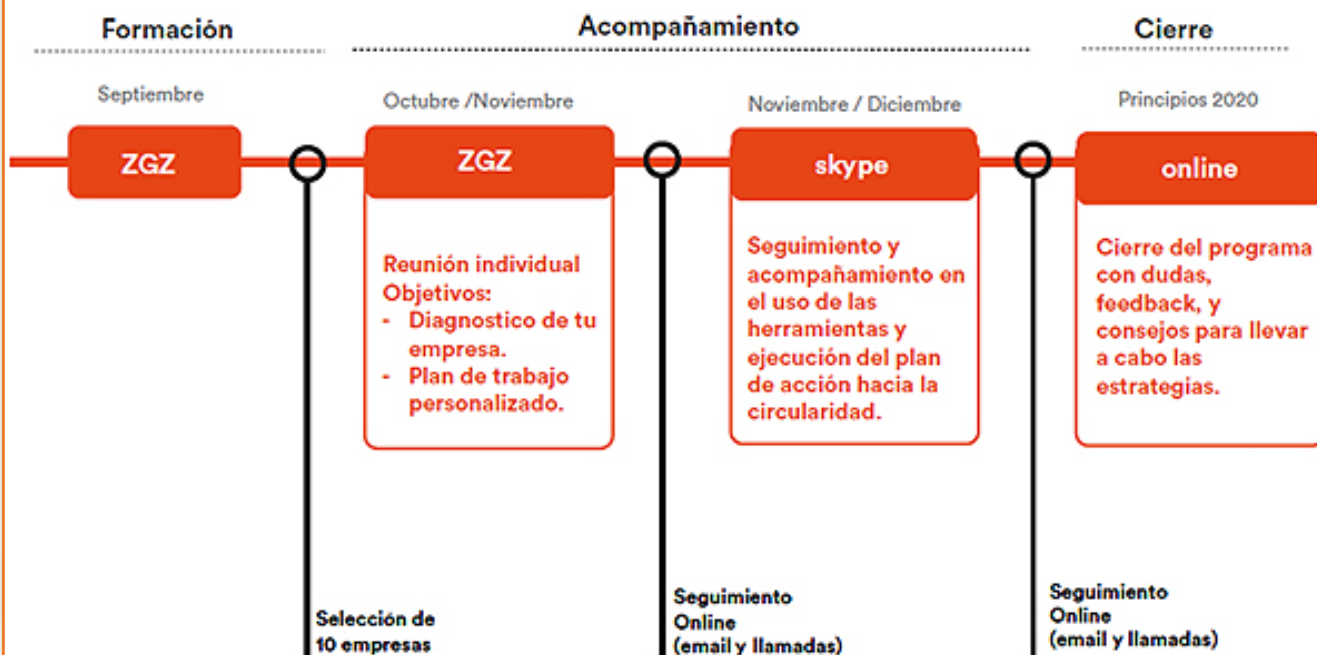 Formación
Acompañamiento
Cierre
Septiembre
Octubre /Noviembre
Noviembre / Diciembre
Principios 2020
ZGZ
ZGZ
skype
online
Reunión individual
Objetivos:
- Diagnostico de tu
empresa.
- Plan de trabajo
personalizado.
Seguimiento y
acompañamiento en
el uso de las
herramientas y
ejecución del plan
de acción hacia la
circularidad.
Cierre del programa
con dudas,
feedback, y
consejos para llevar
a cabo las
estrategias.
Selección de
10 empresas
Seguimiento
Online
(email y llamadas)
Seguimiento
Online
(email y llamadas)